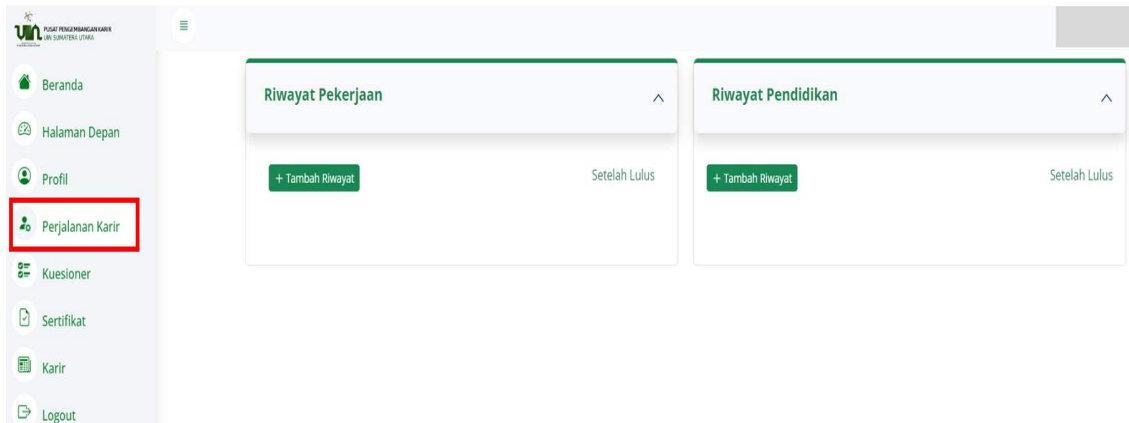 UIN
PUSAT PENGEMBANGAN KARIR
UIN SUMATERA UTARA
Beranda
Halaman Depan
Profil
Perjalanan Karir
Kuesioner
Sertifikat
Karir
Logout
Riwayat Pekerjaan
+ Tambah Riwayat
Setelah Lulus
Riwayat Pendidikan
+ Tambah Riwayat
Setelah Lulus